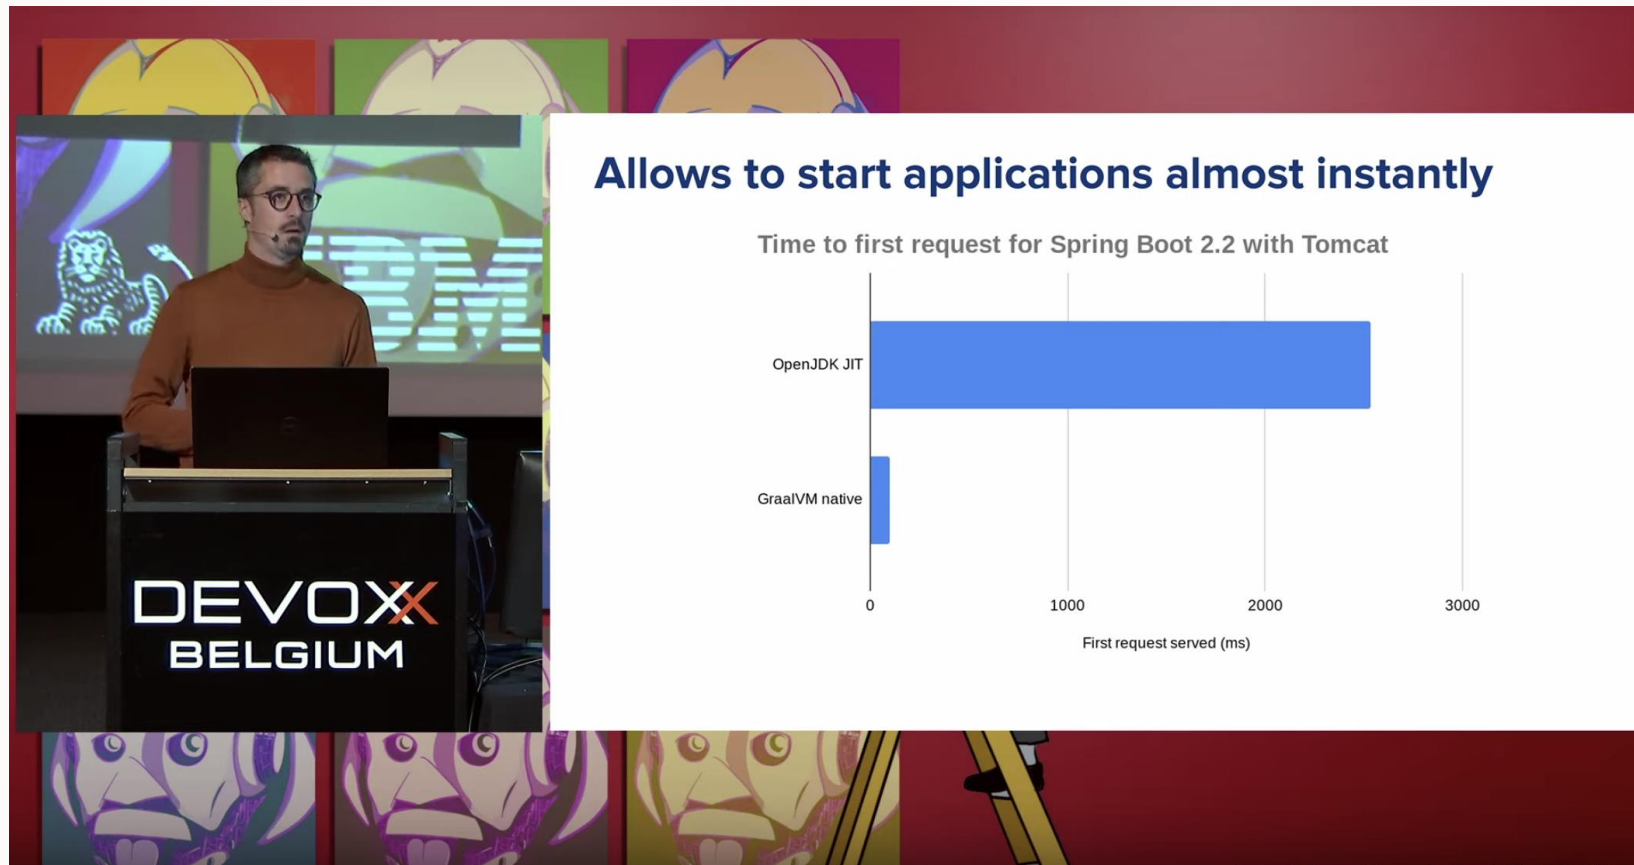 Allows to start applications almost instantly
Time to first request for Spring Boot 2.2 with Tomcat
OpenJDK JIT
GraalVM native
0 1000 2000 3000
First request served (ms)
IBM
DEVOXX
BELGIUM